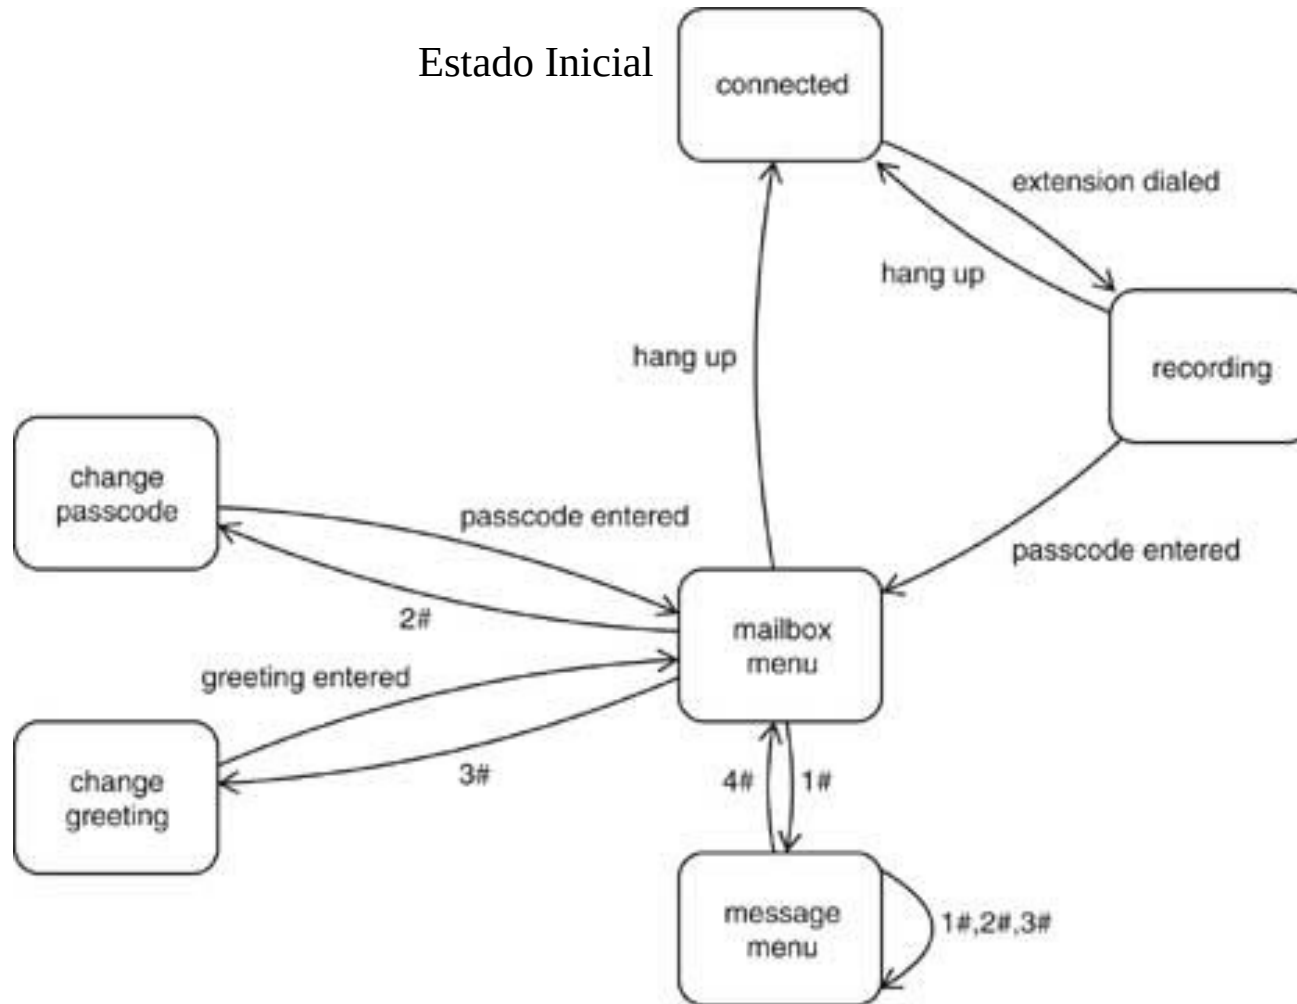 Estado Inicial
connected
extension dialed
hang up
hang up
recording
change
passcode
passcode entered
passcode entered
2#
mailbox
menu
greeting entered
3#
change
greeting
4#
1#
message
menu
1#,2#,3#